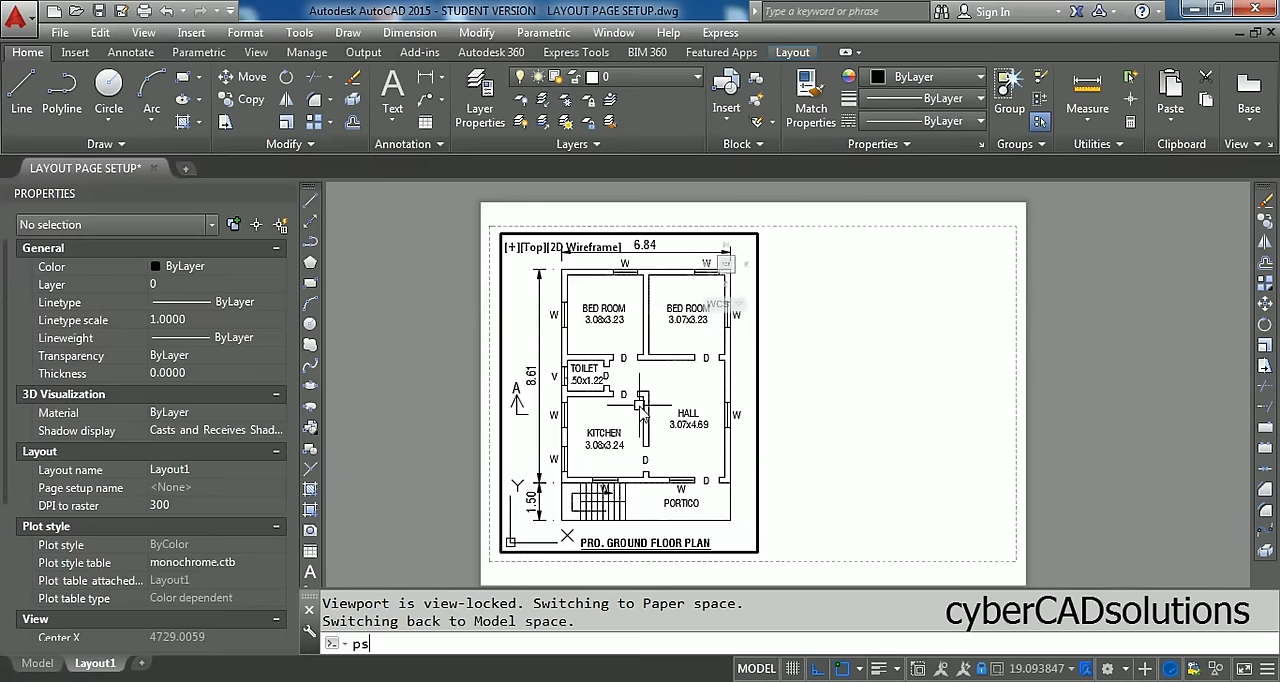 Autodesk AutoCAD 2015 - STUDENT VERSION LAYOUT PAGE SETUP.dwg
Type a keyword or phrase
Sign In
File Edit View Insert Format Tools Draw Dimension Modify Parametric Window Help Express
Home Insert Annotate Parametric View Manage Output Add-ins Autodesk 360 Express Tools BIM 360 Featured Apps Layout
Line Polyline Circle Arc
Move
Copy
Text
Layer Properties
0
Insert
Match Properties
ByLayer
ByLayer
ByLayer
Group
Measure
Paste
Base
Draw Modify Annotation Layers Block Properties Groups Utilities Clipboard View
LAYOUT PAGE SETUP*
PROPERTIES
No selection
General
Color ByLayer
Layer 0
Linetype ByLayer
Linetype scale 1.0000
Lineweight ByLayer
Transparency ByLayer
Thickness 0.0000
3D Visualization
Material ByLayer
Shadow display Casts and Receives Shad...
Layout
Layout name Layout1
Page setup name <None>
DPI to raster 300
Plot style
Plot style ByColor
Plot style table monochrome.ctb
Plot table attached... Layout1
Plot table type Color dependent
View
Center X 4729.0059
[+][Top][2D Wireframe] 6.84
W W
BED ROOM
3.08x3.23
BED ROOM
3.07x3.23
WCS
W W
D D
TOILET
.50x1.22
D
V
8.61
A
D
W W
HALL
3.07x4.69
KITCHEN
3.08x3.24
W D
D
W W
Y
1.50
PORTICO
X
PRO. GROUND FLOOR PLAN
Viewport is view-locked. Switching to Paper space.
Switching back to Model space.
ps
cyberCADsolutions
Model Layout1
MODEL
19.093847